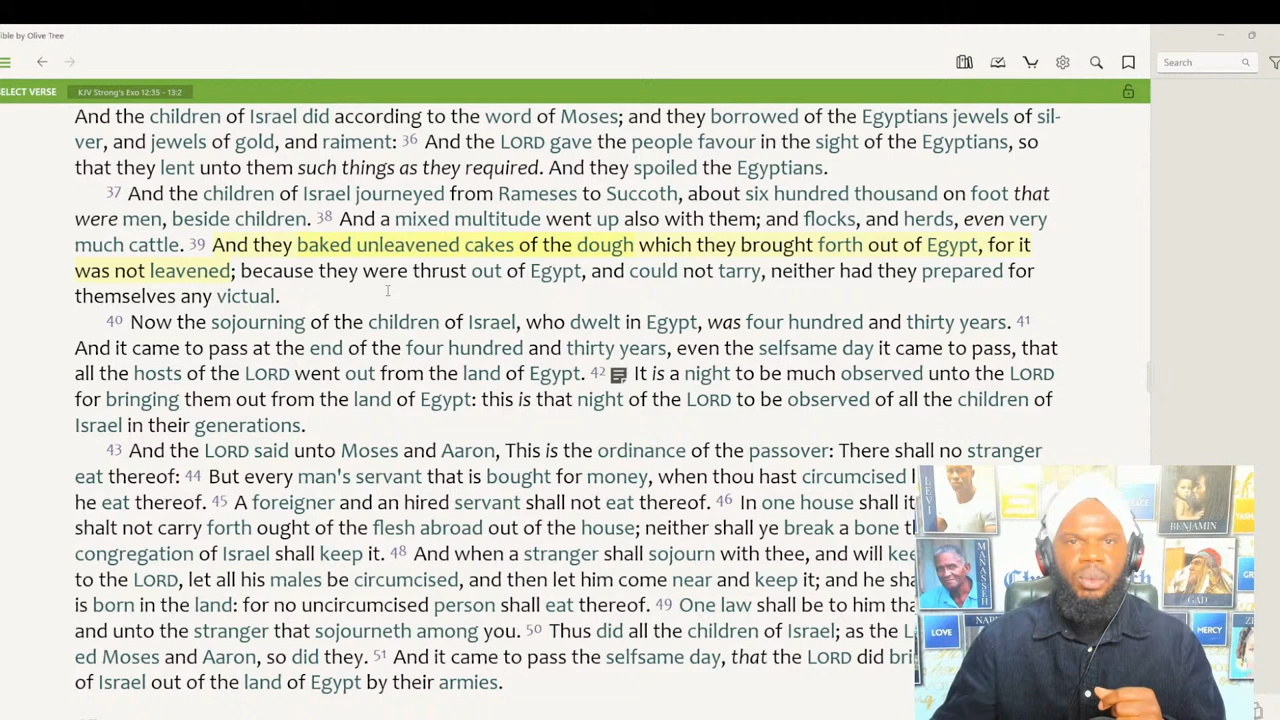 ible by Olive Tree
Search
ELECT VERSE
KJV Strong's Exo 12:35 - 13:2
And the children of Israel did according to the word of Moses; and they borrowed of the Egyptians jewels of sil-
ver, and jewels of gold, and raiment: 36 And the LORD gave the people favour in the sight of the Egyptians, so
that they lent unto them such things as they required. And they spoiled the Egyptians.
37 And the children of Israel journeyed from Rameses to Succoth, about six hundred thousand on foot that
were men, beside children. 38 And a mixed multitude went up also with them; and flocks, and herds, even very
much cattle. 39 And they baked unleavened cakes of the dough which they brought forth out of Egypt, for it
was not leavened; because they were thrust out of Egypt, and could not tarry, neither had they prepared for
themselves any victual.
40 Now the sojourning of the children of Israel, who dwelt in Egypt, was four hundred and thirty years. 41
And it came to pass at the end of the four hundred and thirty years, even the selfsame day it came to pass, that
all the hosts of the LORD went out from the land of Egypt. 42 It is a night to be much observed unto the LORD
for bringing them out from the land of Egypt: this is that night of the LORD to be observed of all the children of
Israel in their generations.
43 And the LORD said unto Moses and Aaron, This is the ordinance of the passover: There shall no stranger
eat thereof: 44 But every man's servant that is bought for money, when thou hast circumcised
he eat thereof. 45 A foreigner and an hired servant shall not eat thereof. 46 In one house shall it
shalt not carry forth ought of the flesh abroad out of the house; neither shall ye break a bone
congregation of Israel shall keep it. 48 And when a stranger shall sojourn with thee, and will
to the LORD, let all his males be circumcised, and then let him come near and keep it; and he
is born in the land: for no uncircumcised person shall eat thereof. 49 One law shall be to him
and unto the stranger that sojourneth among you. 50 Thus did all the children of Israel; as the
ed Moses and Aaron, so did they. 51 And it came to pass the selfsame day, that the LORD did
of Israel out of the land of Egypt by their armies.
LEVI
BENJAMIN
MANASSEH
GAD
LOVE
MERCY